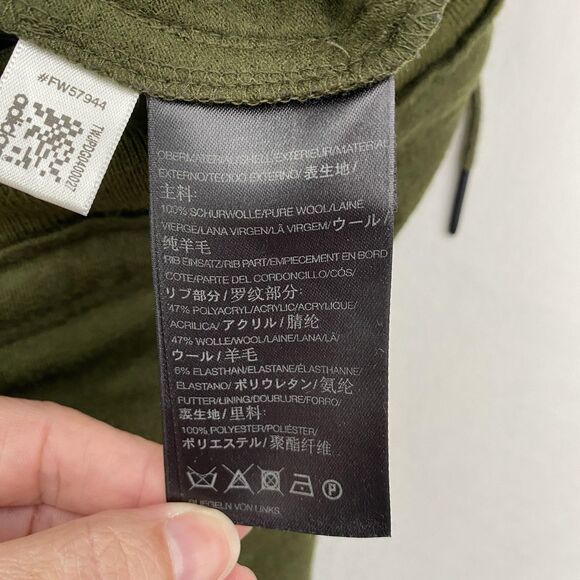 #FW57944
TWJPDG040027
OBERMATERIAL/SHELL/EXTÉRIEUR/MATERIAL
EXTERNO/TECIDO EXTERNO/表生地/
主料:
100% SCHURWOLLE/PURE WOOL/LAINE
VIERGE/LANA VIRGEN/LÃ VIRGEM/ウール/
纯羊毛
RIB EINSATZ/RIB PART/EMPIECEMENT EN BORD
COTE/PARTE DEL CORDONCILLO/CÓS/
リブ部分/罗纹部分:
47% POLYACRYL/ACRYLIC/ACRYLIQUE/
ACRILICA/アクリル/腈纶
47% WOLLE/WOOL/LAINE/LANA/LÃ/
ウール/羊毛
6% ELASTHAN/ELASTANE/ÉLASTHANNE/
ELASTANO/ポリウレタン/氨纶
FUTTER/LINING/DOUBLURE/FORRO/
裏生地/里料:
100% POLYESTER/POLIÉSTER/
ポリエステル/聚酯纤维
P
BUEGELN VON LINKS.